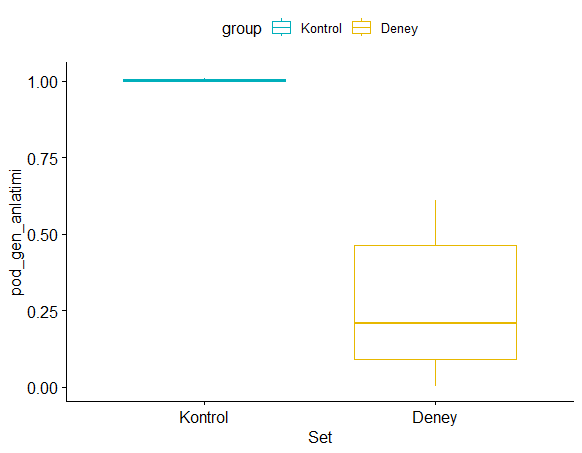 group Kontrol Deney
pod_gen_anlatimi
1.00
0.75
0.50
0.25
0.00
Kontrol Deney
Set